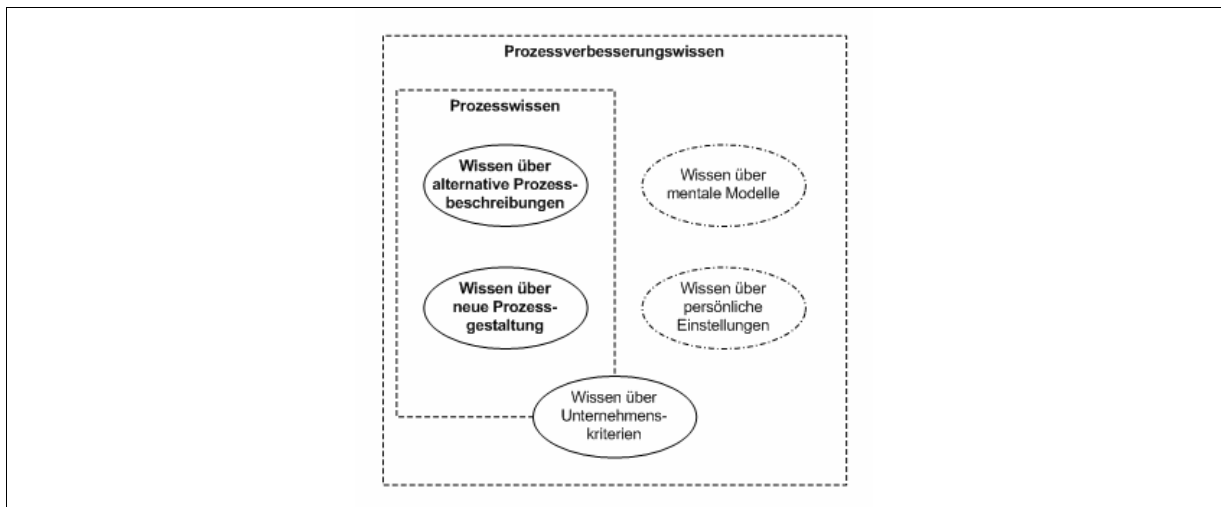 Prozessverbesserungswissen
Prozesswissen
Wissen über
alternative Prozess-
beschreibungen
Wissen über
mentale Modelle
Wissen über
neue Prozess-
gestaltung
Wissen über
persönliche
Einstellungen
Wissen über
Unternehmens-
kriterien